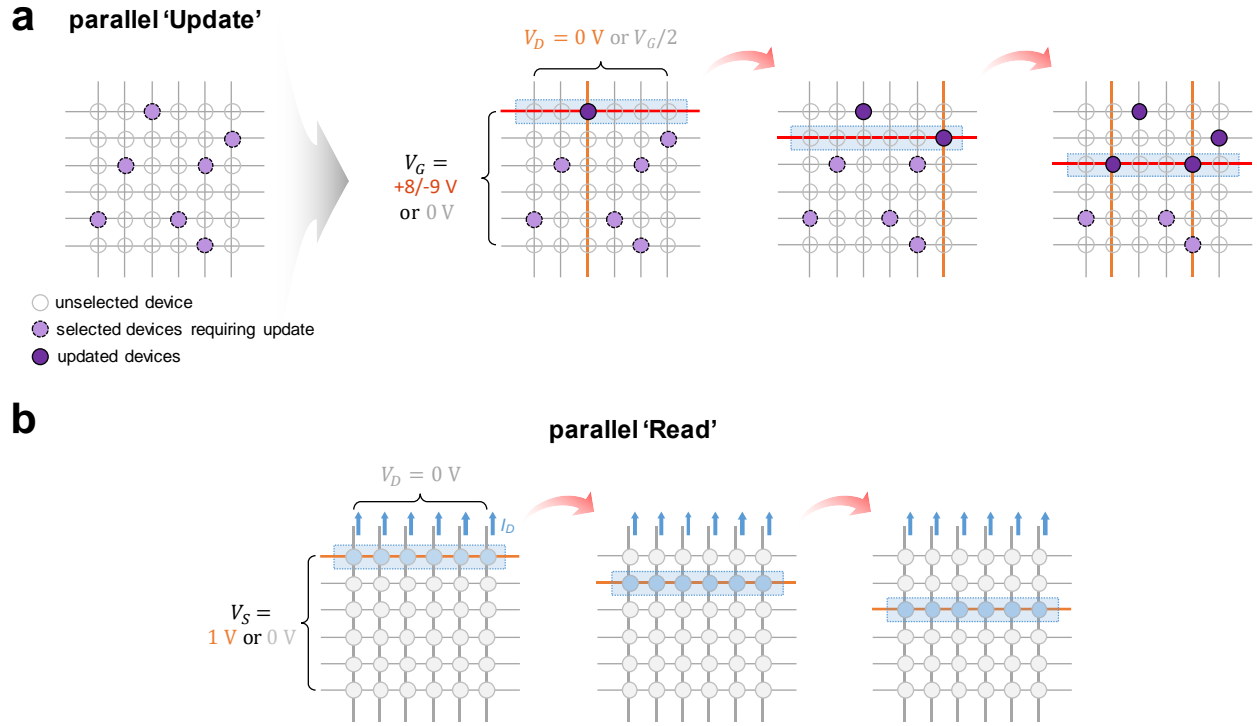 a
parallel 'Update'
V_D = 0 V or V_G/2
V_G =
+8/-9 V
or 0 V
unselected device
selected devices requiring update
updated devices
b
parallel 'Read'
V_D = 0 V
I_D
V_S =
1 V or 0 V